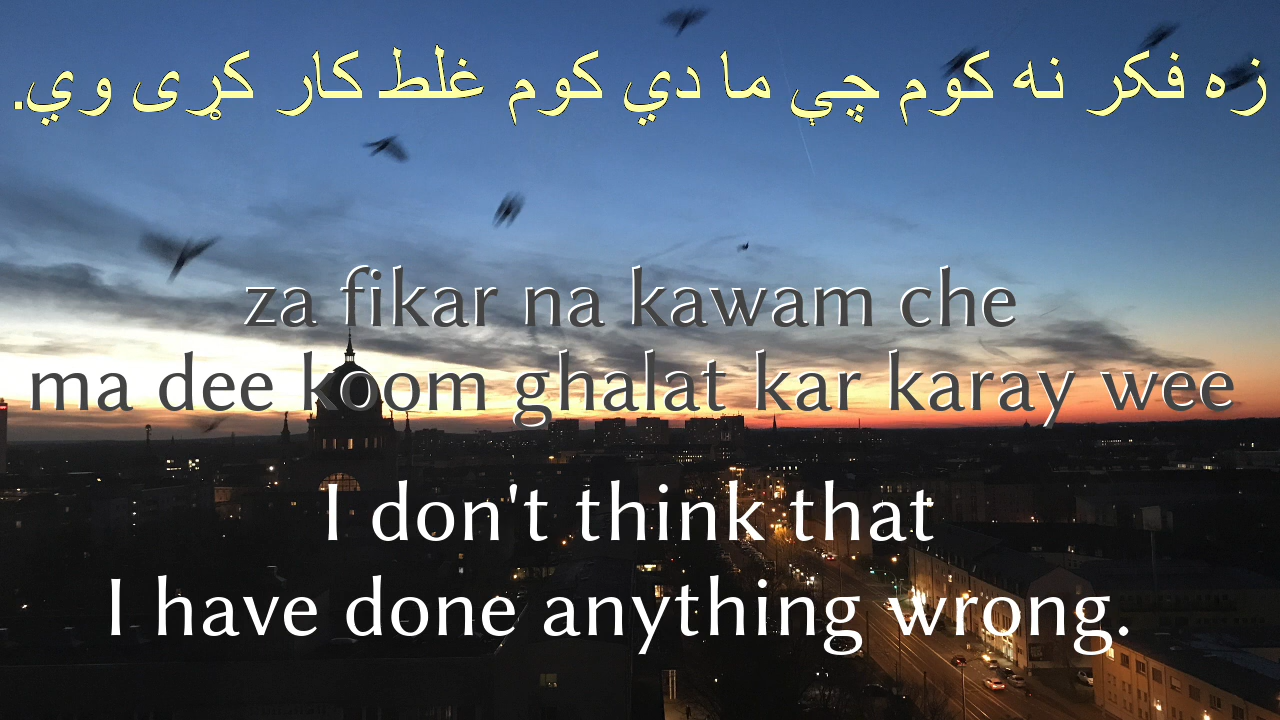 زه فکر نه کوم چې ما دي کوم غلط کار کړی وي.
za fikar na kawam che
ma dee koom ghalat kar karay wee
I don't think that
I have done anything wrong.